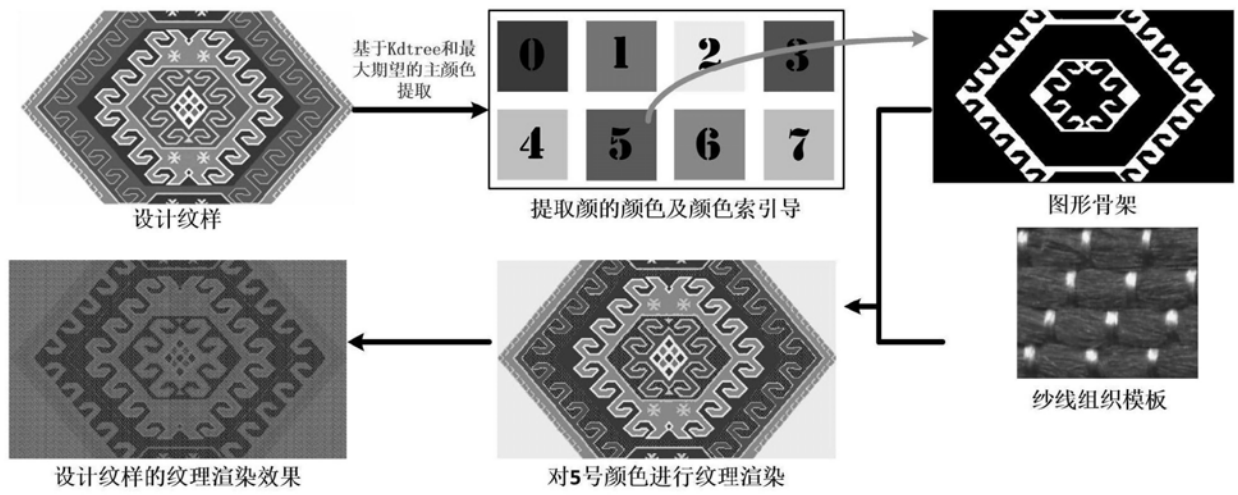 基于Kdtree和最
大期望的主颜色
提取
0
1
2
3
4
5
6
7
设计纹样
提取颜的颜色及颜色索引导
图形骨架
纱线组织模板
设计纹样的纹理渲染效果
对5号颜色进行纹理渲染